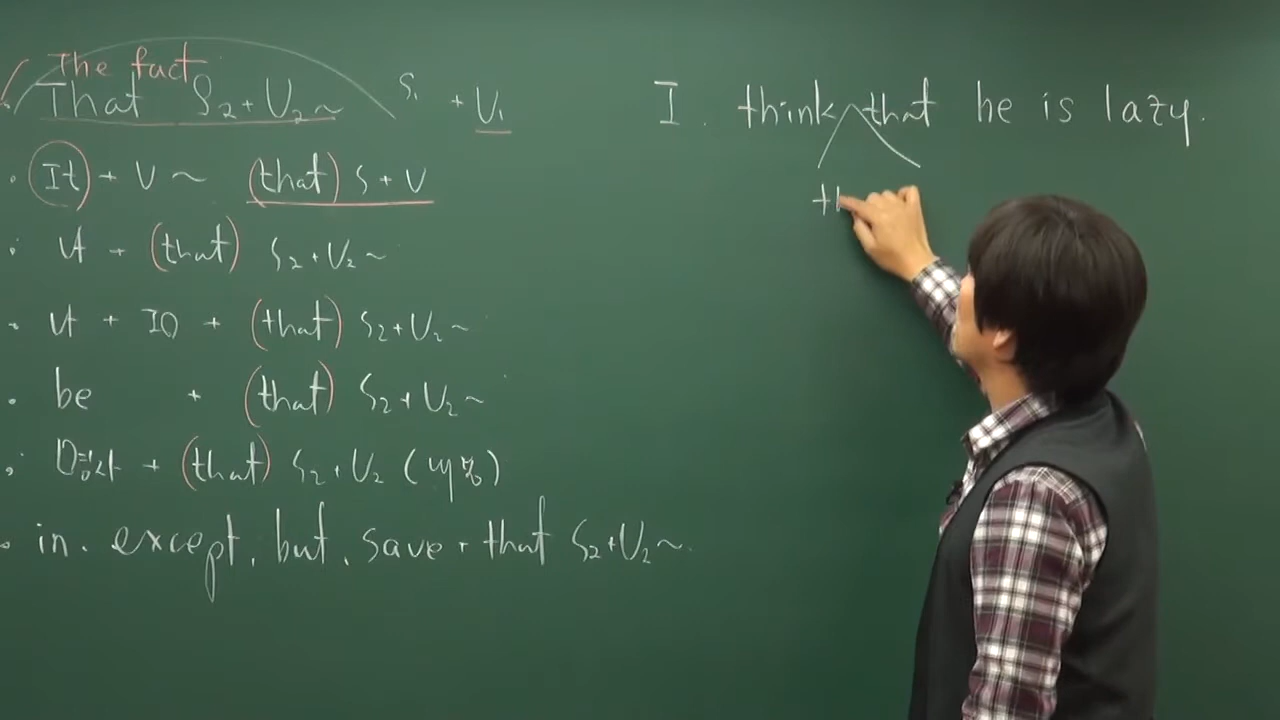 The fact
That S₂+V₂~ S₁ + V₁
· It + V ~ (that) S + V
· Vt + (that) S₂+V₂~
· Vt + IO + (that) S₂+V₂~
· be + (that) S₂+V₂~
+ (that) S₂+V₂
· in. except. but. save + that S₂+V₂~
I. think that he is lazy.